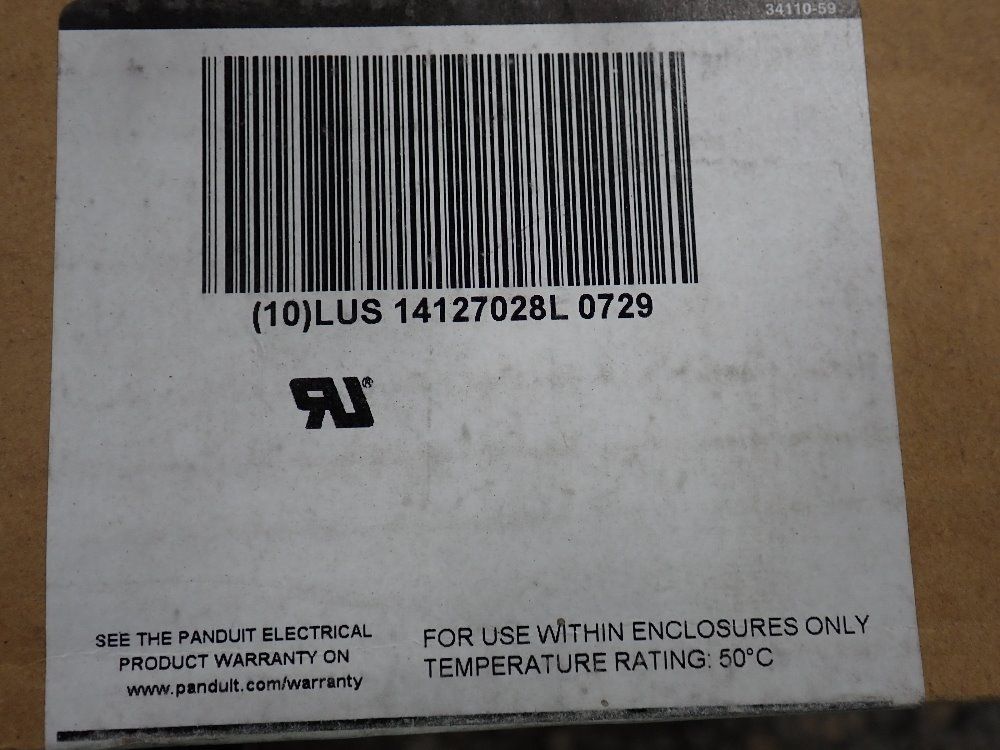 34110-59
(10)LUS 14127028L 0729
RU®
SEE THE PANDUIT ELECTRICAL
PRODUCT WARRANTY ON
www.panduit.com/warranty
FOR USE WITHIN ENCLOSURES ONLY
TEMPERATURE RATING: 50°C